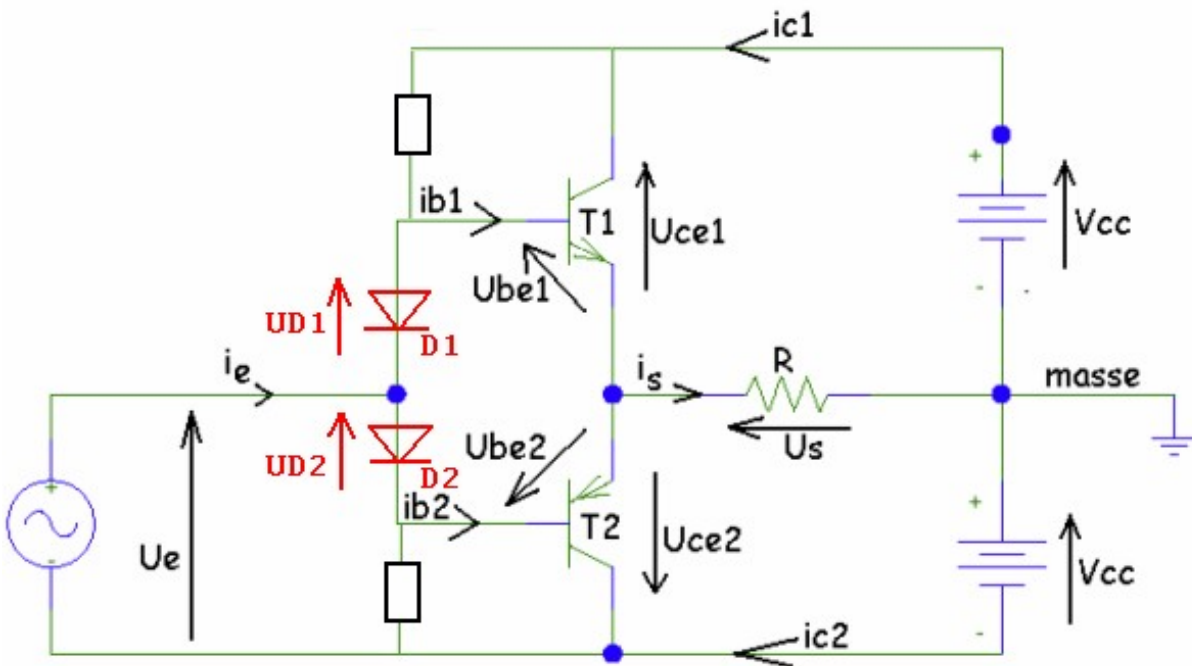 ic1
+
ib1
T1
Uce1
Vcc
Ube1
-
UD1
D1
ie
is
R
masse
UD2
D2
Ube2
Us
ib2
+
+
T2
Uce2
Ue
-
Vcc
-
ic2